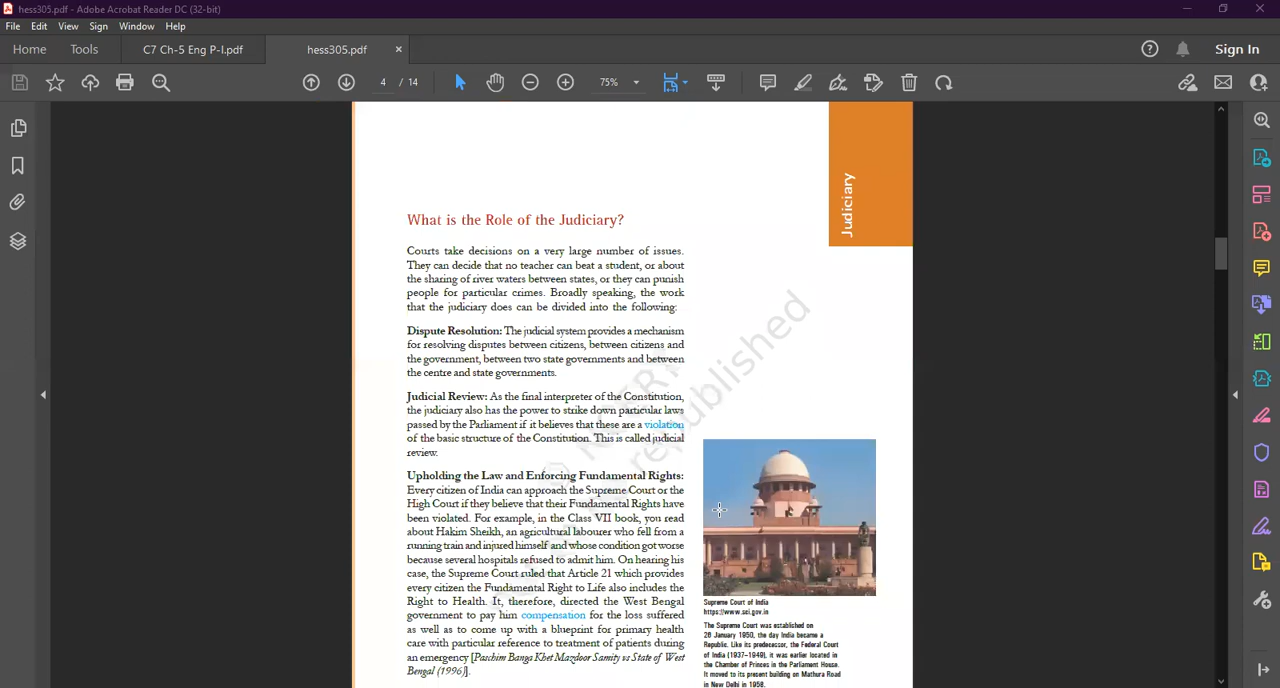 hess305.pdf - Adobe Acrobat Reader DC (32-bit)
File Edit View Sign Window Help
Home Tools C7 Ch-5 Eng P-I.pdf hess305.pdf × Sign In
4 / 14 75%
Judiciary
What is the Role of the Judiciary?
Courts take decisions on a very large number of issues.
They can decide that no teacher can beat a student, or about
the sharing of river waters between states, or they can punish
people for particular crimes. Broadly speaking, the work
that the judiciary does can be divided into the following:
Dispute Resolution: The judicial system provides a mechanism
for resolving disputes between citizens, between citizens and
the government, between two state governments and between
the centre and state governments.
Judicial Review: As the final interpreter of the Constitution,
the judiciary also has the power to strike down particular laws
passed by the Parliament if it believes that these are a violation
of the basic structure of the Constitution. This is called judicial
review.
Upholding the Law and Enforcing Fundamental Rights:
Every citizen of India can approach the Supreme Court or the
High Court if they believe that their Fundamental Rights have
been violated. For example, in the Class VII book, you read
about Hakim Sheikh, an agricultural labourer who fell from a
running train and injured himself and whose condition got worse
because several hospitals refused to admit him. On hearing his
case, the Supreme Court ruled that Article 21 which provides
every citizen the Fundamental Right to Life also includes the
Right to Health. It, therefore, directed the West Bengal
government to pay him compensation for the loss suffered
as well as to come up with a blueprint for primary health
care with particular reference to treatment of patients during
an emergency [Paschim Banga Khet Mazdoor Samity vs State of West
Bengal (1996)].
Supreme Court of India
https://www.sci.gov.in
The Supreme Court was established on
26 January 1950, the day India became a
Republic. Like its predecessor, the Federal Court
of India (1937–1949), it was earlier located in
the Chamber of Princes in the Parliament House.
It moved to its present building on Mathura Road
in New Delhi in 1958.
republished